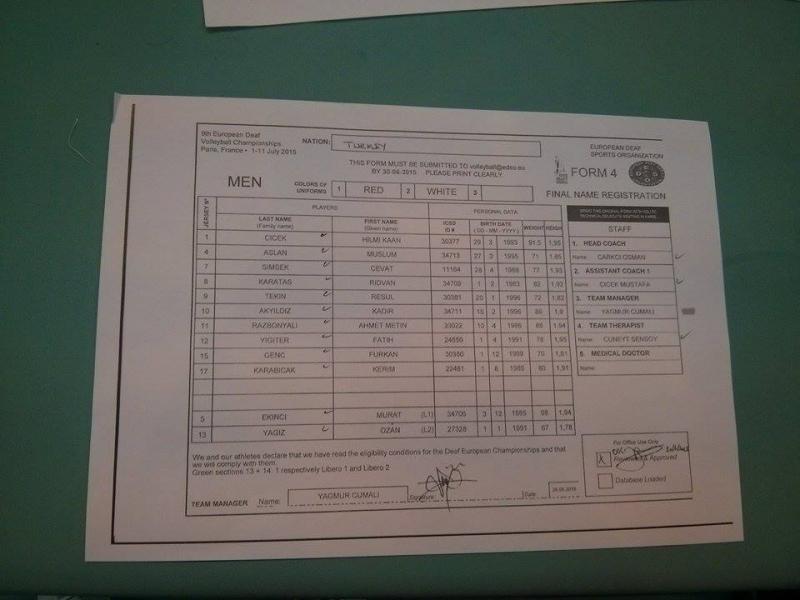 9th European Deaf
Volleyball Championships
Paris, France • 1-11 July 2015
NATION: TURKEY
EUROPEAN DEAF
SPORTS ORGANIZATION
THIS FORM MUST BE SUBMITTED TO volleyball@edso.eu
BY 30-04-2015 PLEASE PRINT CLEARLY
FORM 4
MEN
COLORS OF
UNIFORMS 1 RED 2 WHITE 3
FINAL NAME REGISTRATION
JERSEY N° PLAYERS PERSONAL DATA
LAST NAME
(Family name) FIRST NAME
(Given name) ICSD
ID # BIRTH DATE
(DD - MM - YYYY) WEIGHT HEIGH
STAFF
1 CICEK HILMI KAAN 30377 29 3 1993 91.5 1,95
4 ASLAN MUSLUM 34713 27 3 1995 71 1,85
7 SIMSEK CEVAT 11164 28 4 1988 77 1,93
8 KARATAS RIDVAN 34709 1 2 1993 82 1,92
9 TEKIN RESUL 30381 20 1 1996 72 1,82
10 AKYILDIZ KADIR 34711 2 1996 80 1,9
11 RAZBONYALI AHMET METIN 33022 10 4 1996 1,94
12 YIGITER FATIH 24850 1 4 1991 78 1,95
15 GENC FURKAN 30380 1 12 1989 70 1,81
17 KARABICAK KERIM 22481 1 6 1989 80 1,91
5 EKINCI MURAT (L1) 34706 3 12 1995 68 1,84
13 YAGIZ OZAN (L2) 27328 1 1 1991 67 1,78
1. HEAD COACH
Name: CARKCI OSMAN
2. ASSISTANT COACH 1
Name: CICEK MUSTAFA
3. TEAM MANAGER
Name: YAGMUR CUMALI
4. TEAM THERAPIST
Name: CUNEYT SENSOY
5. MEDICAL DOCTOR
Name:
We and our athletes declare that we have read the eligibility conditions for the Deaf European Championships and that
we will comply with them.
Green sections 13 + 14: 1 respectively Libero 1 and Libero 2
TEAM MANAGER Name: YAGMUR CUMALI Signature: Date
For Office Use Only
X Reviewed & Approved
Database Loaded